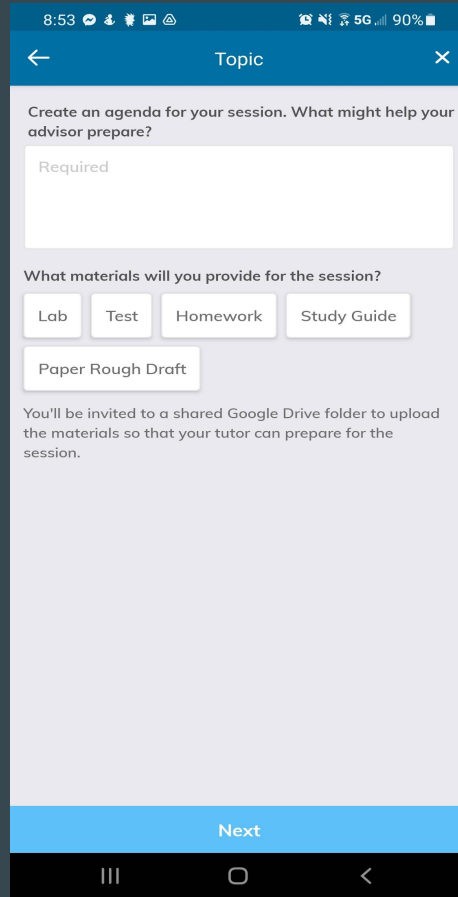 8:53 5G 90%
Topic
Create an agenda for your session. What might help your
advisor prepare?
Required
What materials will you provide for the session?
Lab Test Homework Study Guide
Paper Rough Draft
You'll be invited to a shared Google Drive folder to upload
the materials so that your tutor can prepare for the
session.
Next